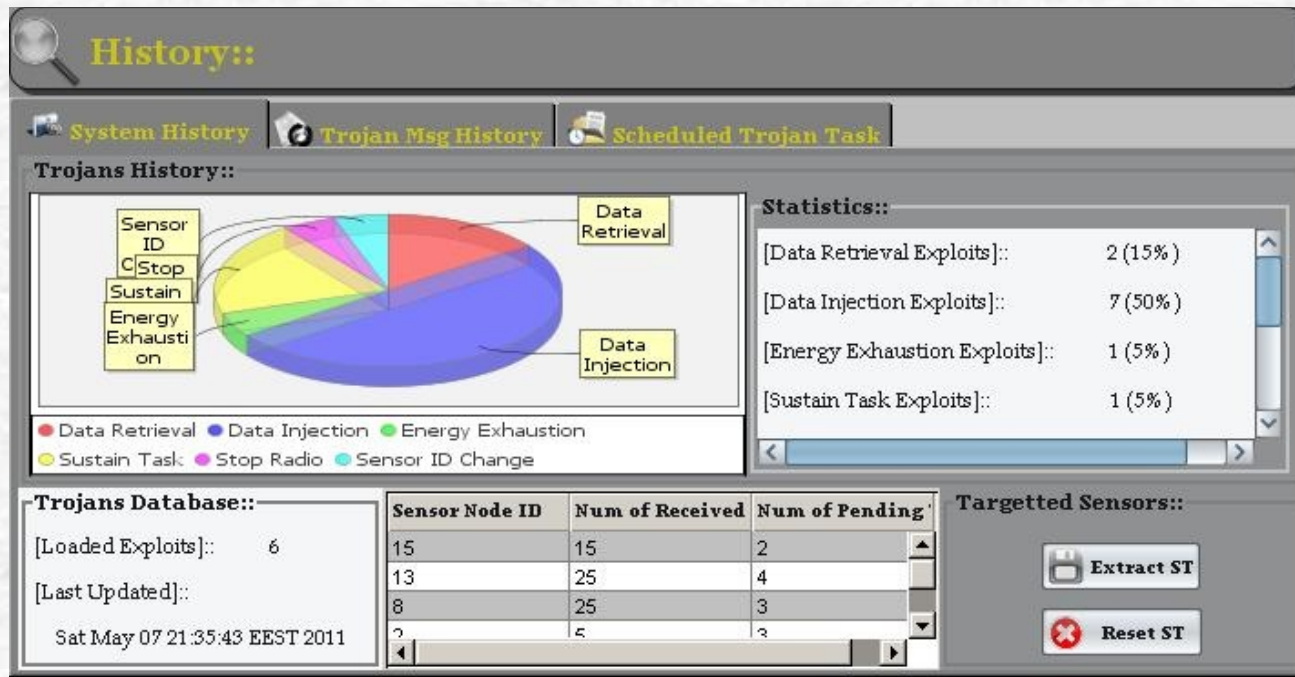 History::
System History
Trojan Msg History
Scheduled Trojan Task
Trojans History::
Sensor
ID
C
Stop
Sustain
Energy
Exhausti
on
Data
Retrieval
Data
Injection
Data Retrieval
Data Injection
Energy Exhaustion
Sustain Task
Stop Radio
Sensor ID Change
Statistics::
[Data Retrieval Exploits]:: 2 (15%)
[Data Injection Exploits]:: 7 (50%)
[Energy Exhaustion Exploits]:: 1 (5%)
[Sustain Task Exploits]:: 1 (5%)
Trojans Database::
[Loaded Exploits]:: 6
[Last Updated]::
Sat May 07 21:35:43 EEST 2011
Sensor Node ID Num of Received Num of Pending
15 15 2
13 25 4
8 25 3
Targetted Sensors::
Extract ST
Reset ST